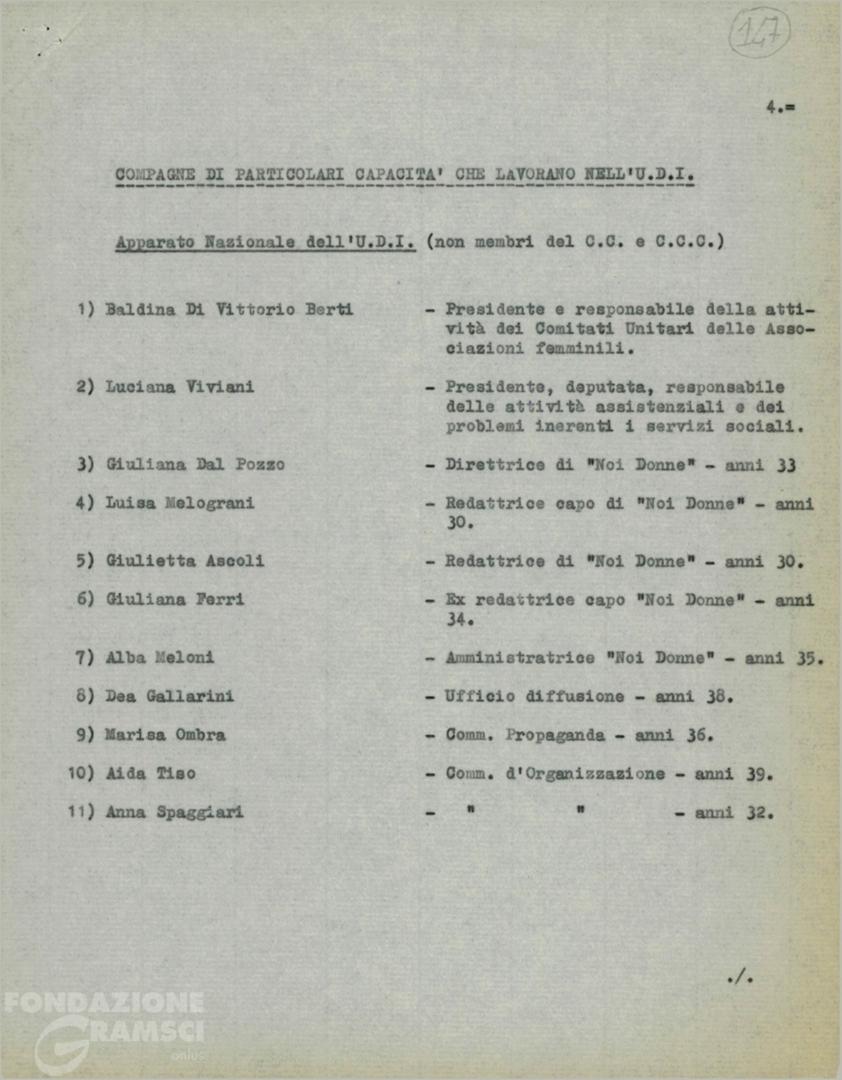 147
4.=
COMPAGNE DI PARTICOLARI CAPACITA' CHE LAVORANO NELL'U.D.I.
Apparato Nazionale dell'U.D.I. (non membri del C.C. e C.C.C.)
1) Baldina Di Vittorio Berti - Presidente e responsabile della atti-
vità dei Comitati Unitari delle Asso-
ciazioni femminili.
2) Luciana Viviani - Presidente, deputata, responsabile
delle attività assistenziali e dei
problemi inerenti i servizi sociali.
3) Giuliana Dal Pozzo - Direttrice di "Noi Donne" - anni 33
4) Luisa Melograni - Redattrice capo di "Noi Donne" - anni
30.
5) Giulietta Ascoli - Redattrice di "Noi Donne" - anni 30.
6) Giuliana Ferri - Ex redattrice capo "Noi Donne" - anni
34.
7) Alba Meloni - Amministratrice "Noi Donne" - anni 35.
8) Dea Gallarini - Ufficio diffusione - anni 38.
9) Marisa Ombra - Comm. Propaganda - anni 36.
10) Aida Tiso - Comm. d'Organizzazione - anni 39.
11) Anna Spaggiari - " " - anni 32.
./.
FONDAZIONE
GRAMSCI
onlus